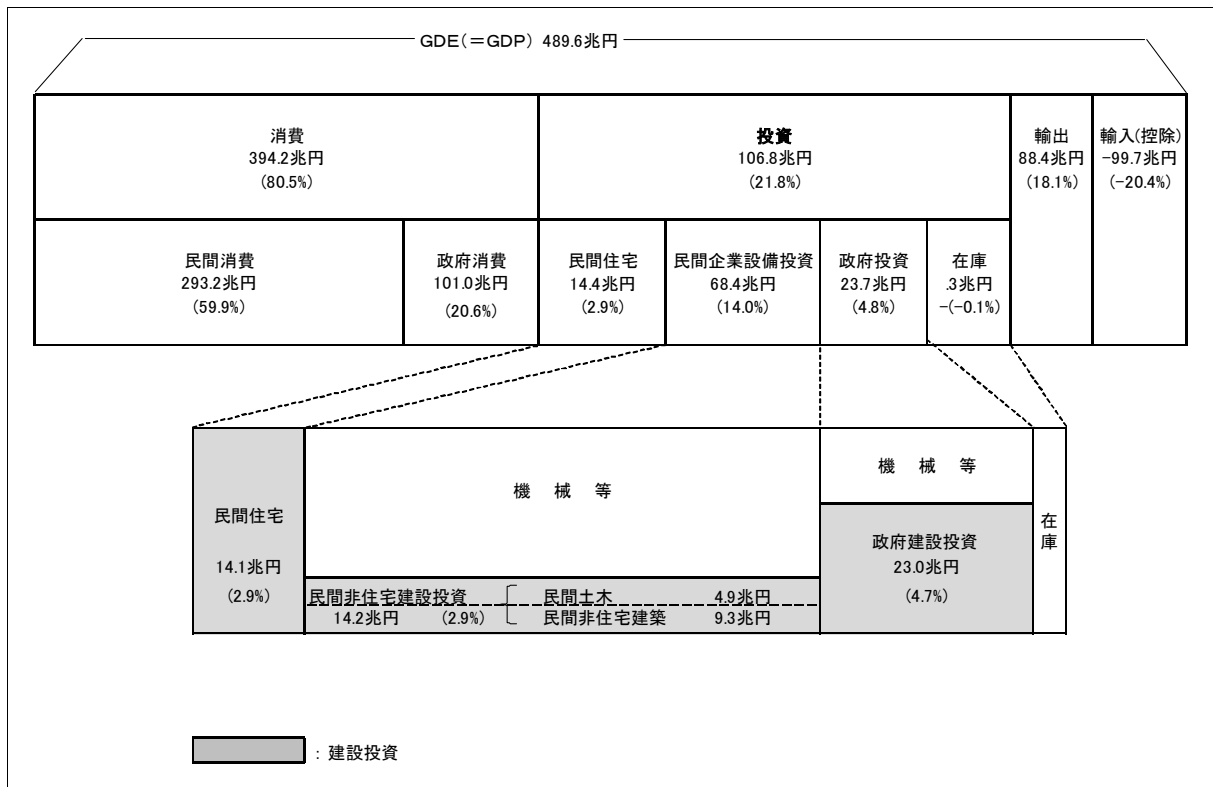 GDE(=GDP) 489.6兆円
消費
394.2兆円
(80.5%)
投資
106.8兆円
(21.8%)
輸出
88.4兆円
(18.1%)
輸入(控除)
-99.7兆円
(-20.4%)
民間消費
293.2兆円
(59.9%)
政府消費
101.0兆円
(20.6%)
民間住宅
14.4兆円
(2.9%)
民間企業設備投資
68.4兆円
(14.0%)
政府投資
23.7兆円
(4.8%)
在庫
.3兆円
-(-0.1%)
民間住宅
14.1兆円
(2.9%)
機 械 等
民間非住宅建設投資
14.2兆円 (2.9%)
民間土木 4.9兆円
民間非住宅建築 9.3兆円
機 械 等
政府建設投資
23.0兆円
(4.7%)
在庫
: 建設投資